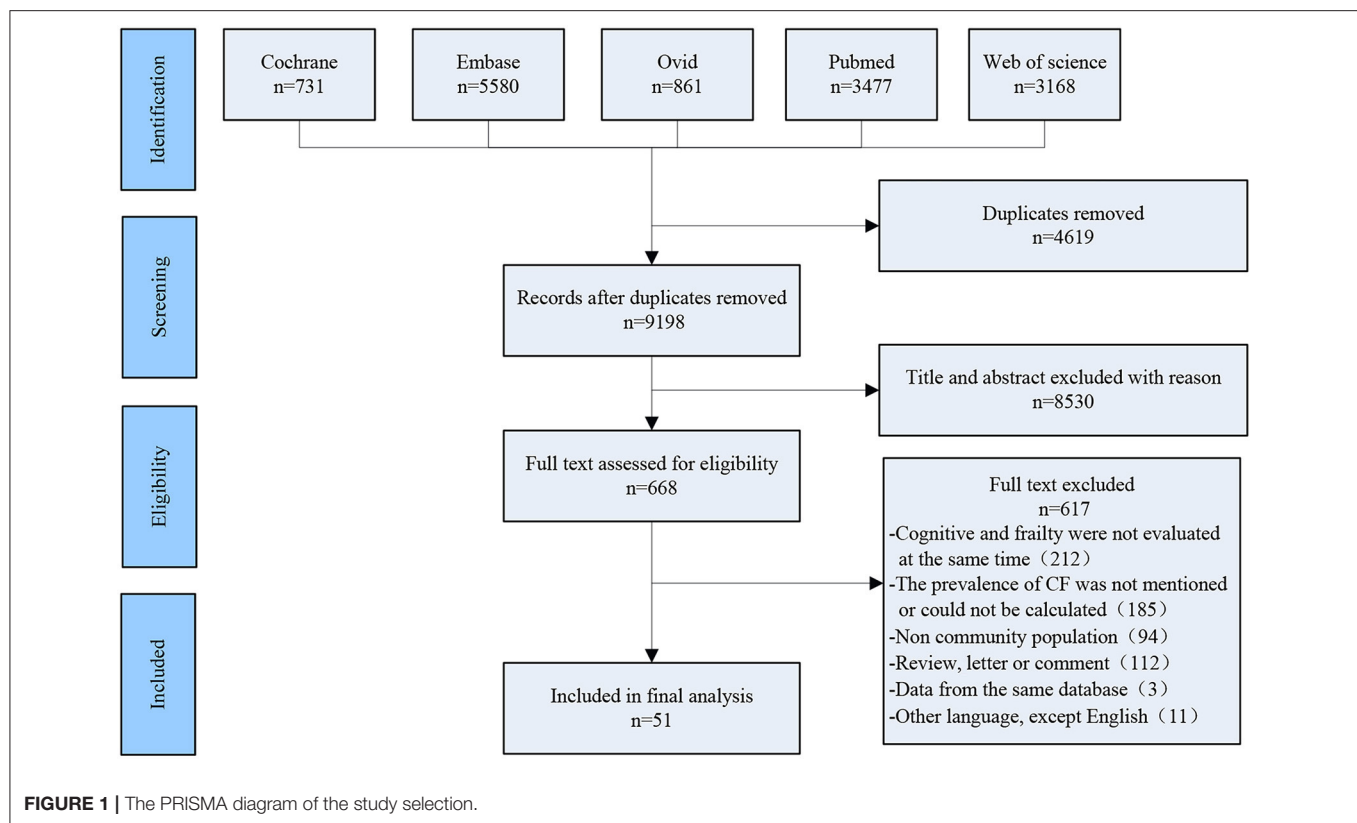 Identification
Cochrane
n=731
Embase
n=5580
Ovid
n=861
Pubmed
n=3477
Web of science
n=3168
Duplicates removed
n=4619
Screening
Records after duplicates removed
n=9198
Title and abstract excluded with reason
n=8530
Eligibility
Full text assessed for eligibility
n=668
Full text excluded
n=617
-Cognitive and frailty were not evaluated
at the same time（212）
-The prevalence of CF was not mentioned
or could not be calculated（185）
-Non community population（94）
-Review, letter or comment（112）
-Data from the same database（3）
-Other language, except English（11）
Included
Included in final analysis
n=51
FIGURE 1 | The PRISMA diagram of the study selection.